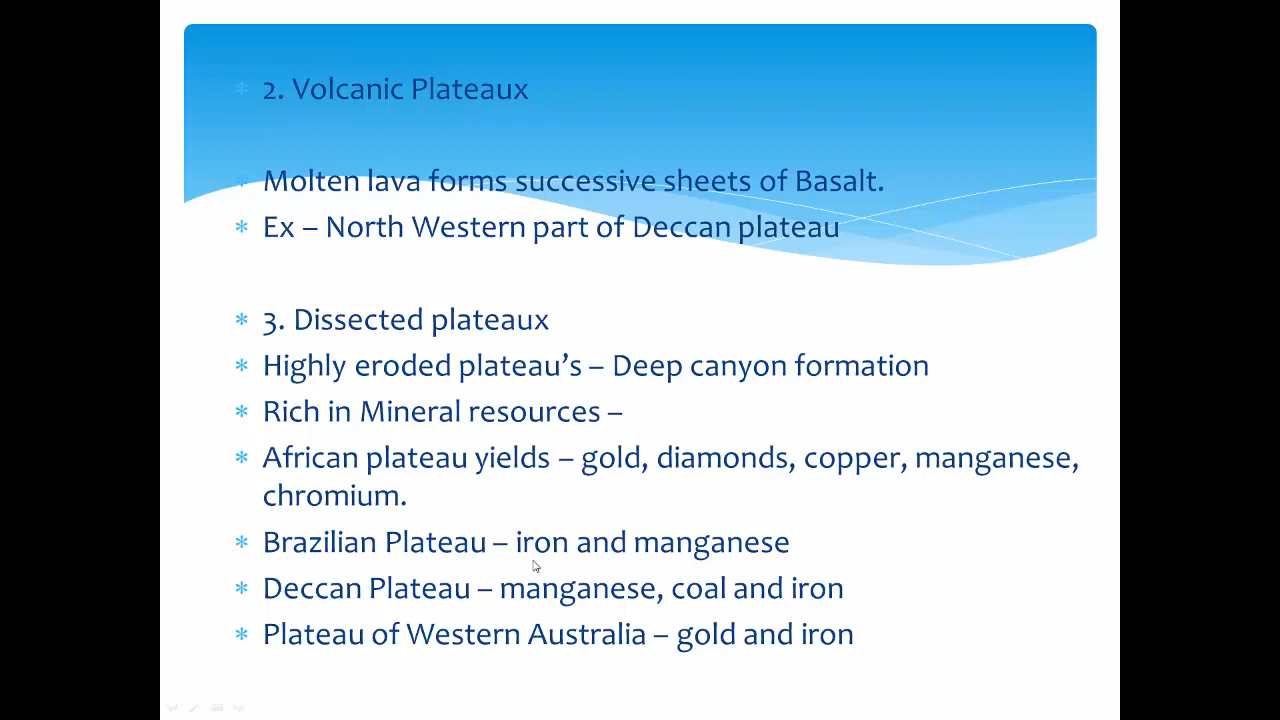 * 2. Volcanic Plateaux
* Molten lava forms successive sheets of Basalt.
* Ex – North Western part of Deccan plateau
* 3. Dissected plateaux
* Highly eroded plateau’s – Deep canyon formation
* Rich in Mineral resources –
* African plateau yields – gold, diamonds, copper, manganese,
chromium.
* Brazilian Plateau – iron and manganese
* Deccan Plateau – manganese, coal and iron
* Plateau of Western Australia – gold and iron